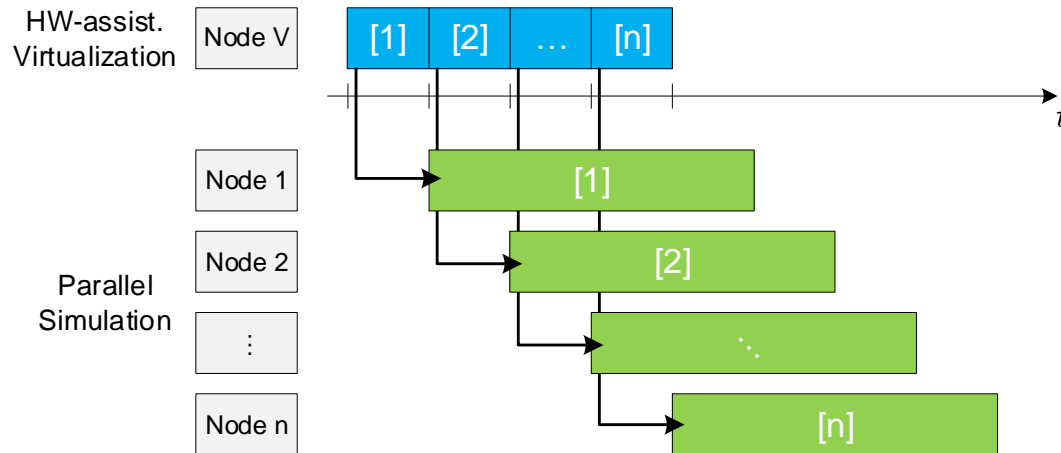 HW-assist.
Virtualization
Node V
[1]
[2]
…
[n]
t
Node 1
[1]
Node 2
[2]
Parallel
Simulation
⋮
⋱
Node n
[n]